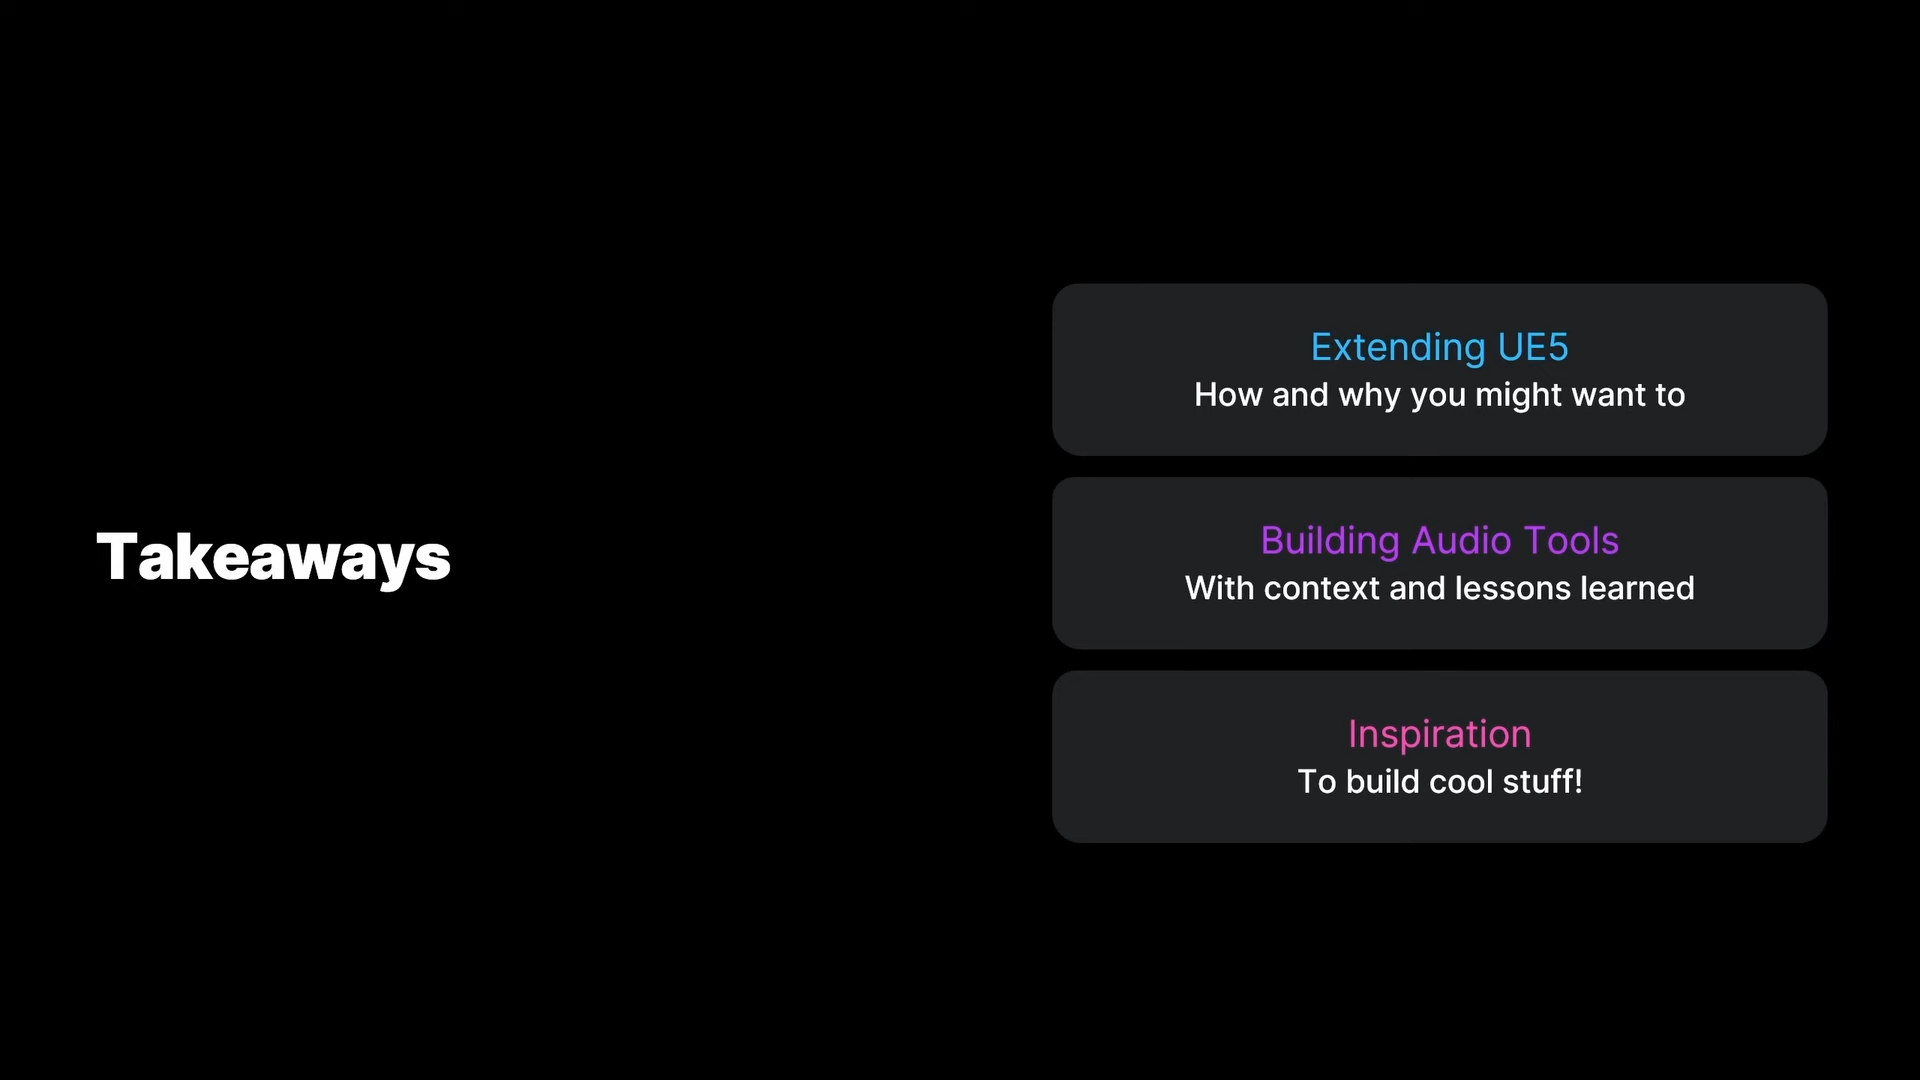 Takeaways
Extending UE5
How and why you might want to
Building Audio Tools
With context and lessons learned
Inspiration
To build cool stuff!